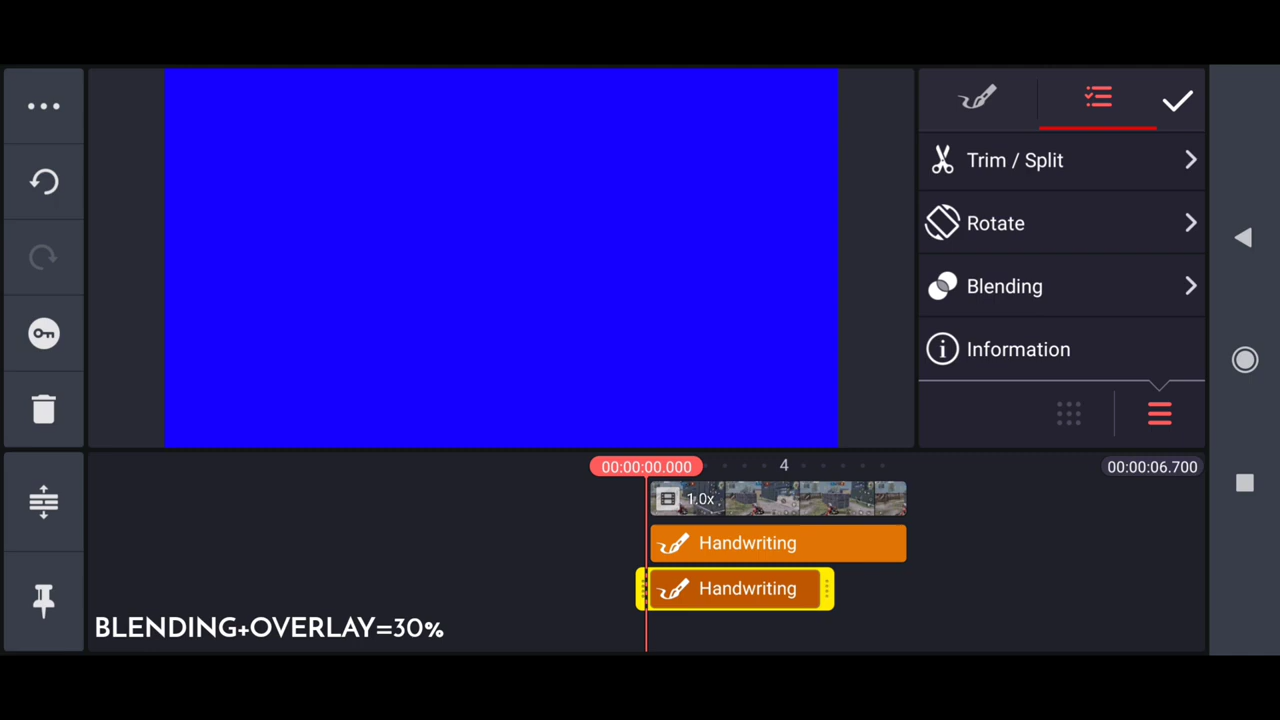 Trim / Split
Rotate
Blending
Information
00:00:00.000
4
00:00:06.700
1.0x
Handwriting
Handwriting
BLENDING+OVERLAY=30%